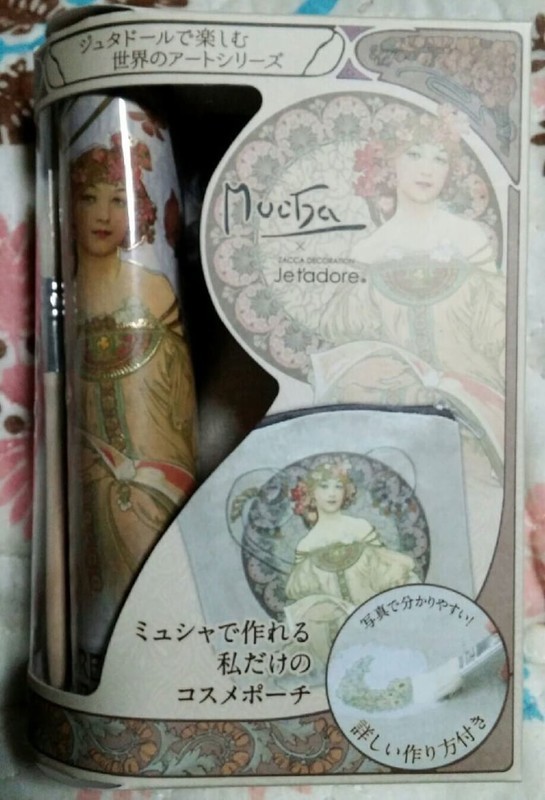 ジュタドールで楽しむ
世界のアートシリーズ
Mucha
×
ZACCA DECORATION
Jet'adore®
ミュシャで作れる
私だけの
コスメポーチ
写真で分かりやすい!
詳しい作り方付き